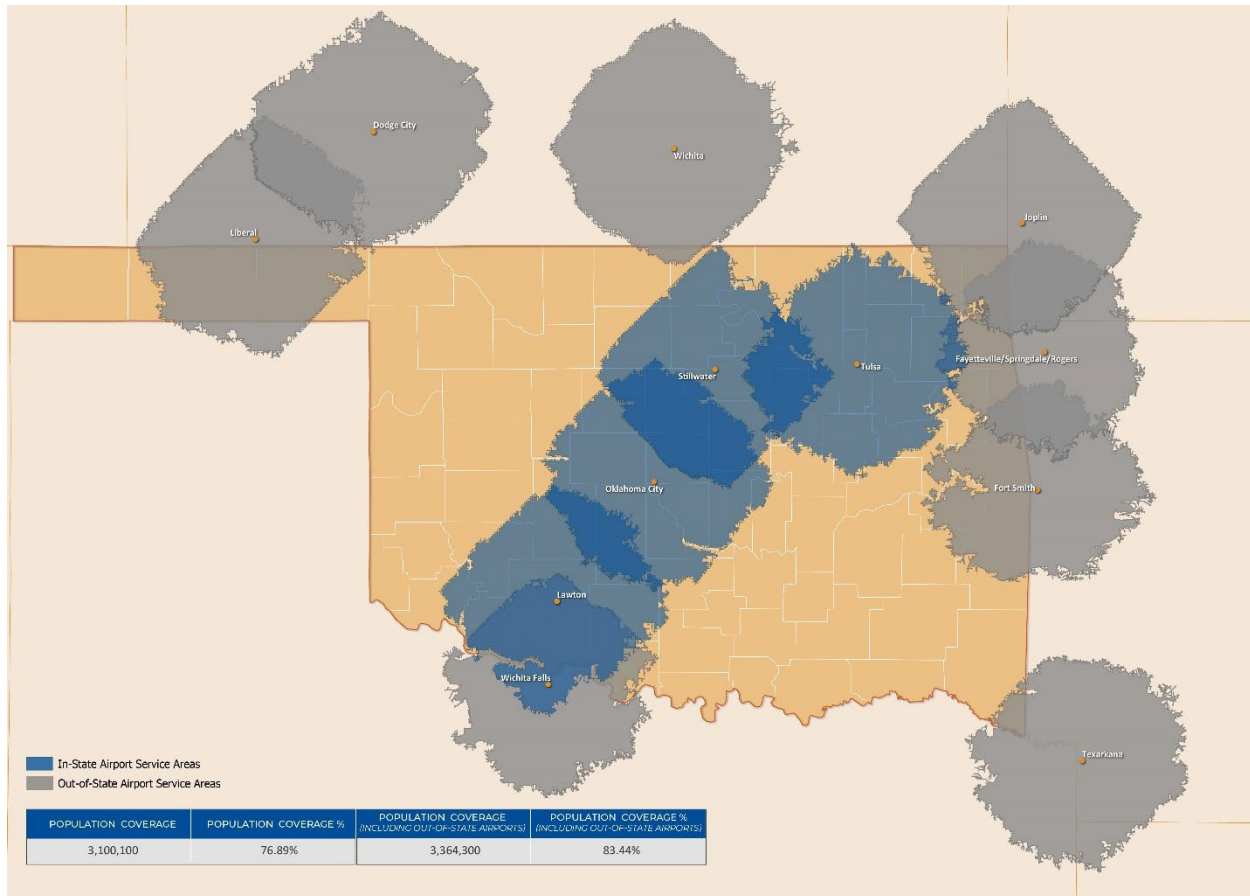 Dodge City
Wichita
Liberal
Joplin
Fayetteville/Springdale/Rogers
Stillwater
Tulsa
Oklahoma City
Fort Smith
Lawton
Wichita Falls
Texarkana
In-State Airport Service Areas
Out-of-State Airport Service Areas
POPULATION COVERAGE
POPULATION COVERAGE %
POPULATION COVERAGE
(INCLUDING OUT-OF-STATE AIRPORTS)
POPULATION COVERAGE %
(INCLUDING OUT-OF-STATE AIRPORTS)
3,100,100
76.89%
3,364,300
83.44%